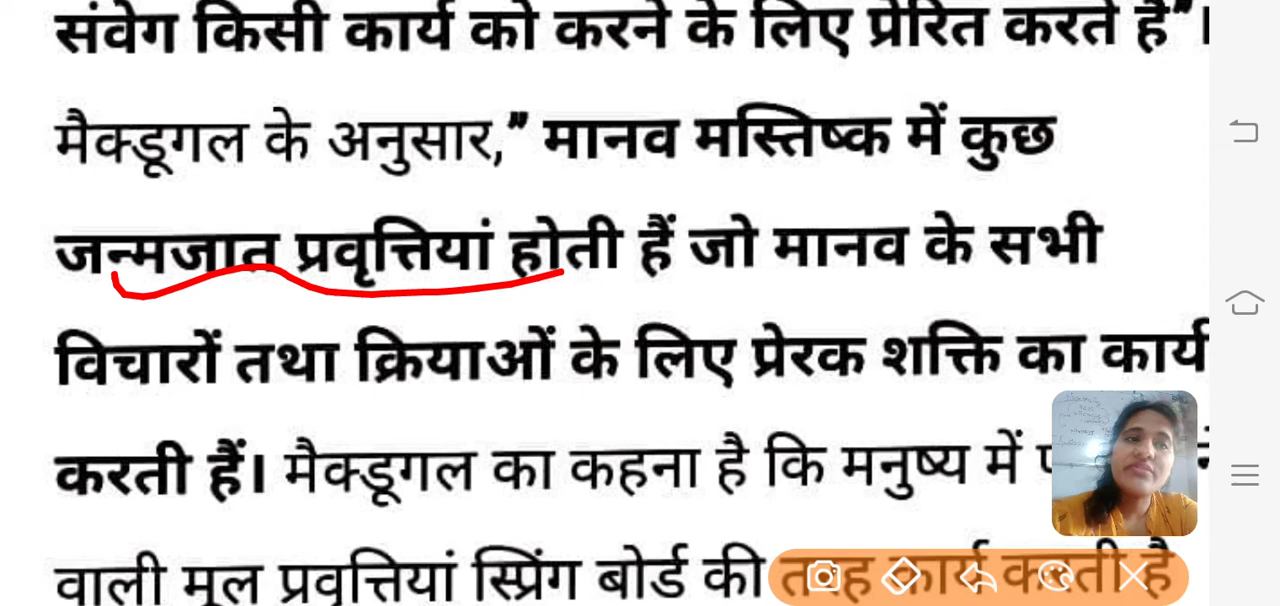 संवेग किसी कार्य को करने के लिए प्रेरित करते हैं”।
मैक्डूगल के अनुसार,” मानव मस्तिष्क में कुछ
जन्मजात प्रवृत्तियां होती हैं जो मानव के सभी
विचारों तथा क्रियाओं के लिए प्रेरक शक्ति का कार्य
करती हैं। मैक्डूगल का कहना है कि मनुष्य में
वाली मूल प्रवृत्तियां स्प्रिंग बोर्ड की तरह कार्य करती है